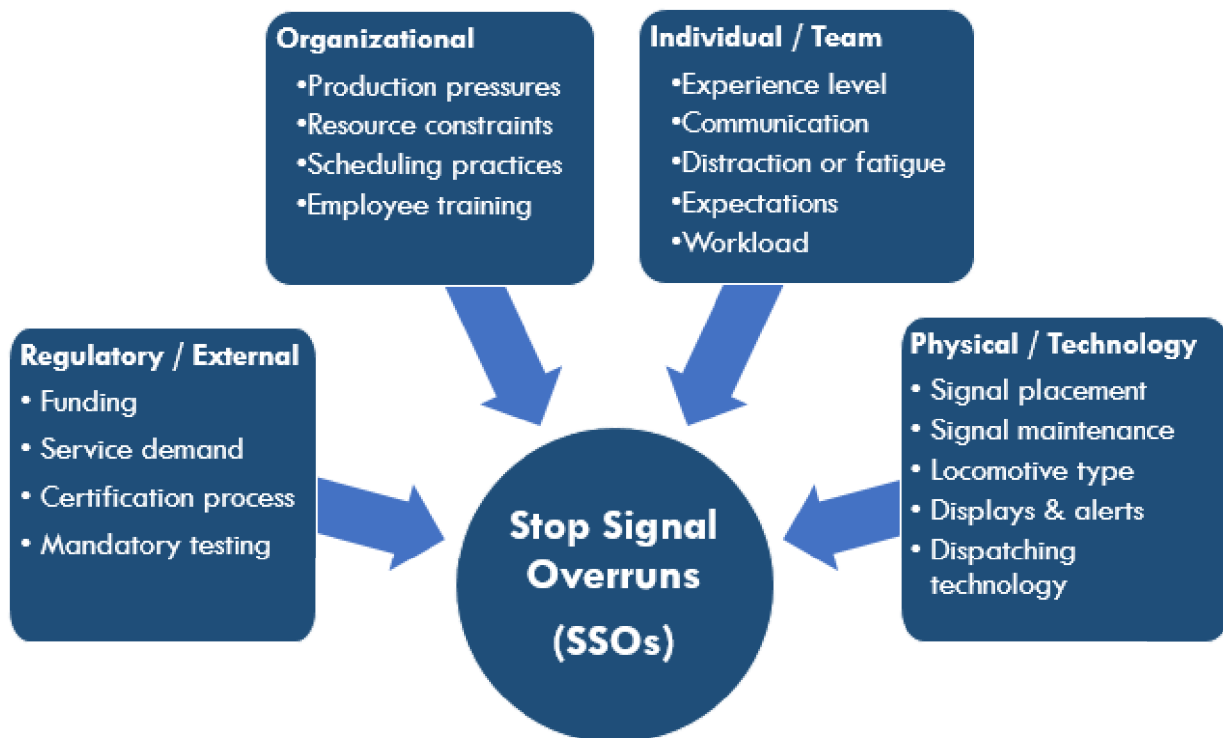 Organizational
•Production pressures
•Resource constraints
•Scheduling practices
•Employee training
Individual / Team
•Experience level
•Communication
•Distraction or fatigue
•Expectations
•Workload
Regulatory / External
• Funding
• Service demand
• Certification process
• Mandatory testing
Physical / Technology
• Signal placement
• Signal maintenance
• Locomotive type
• Displays & alerts
• Dispatching
technology
Stop Signal
Overruns
(SSOs)